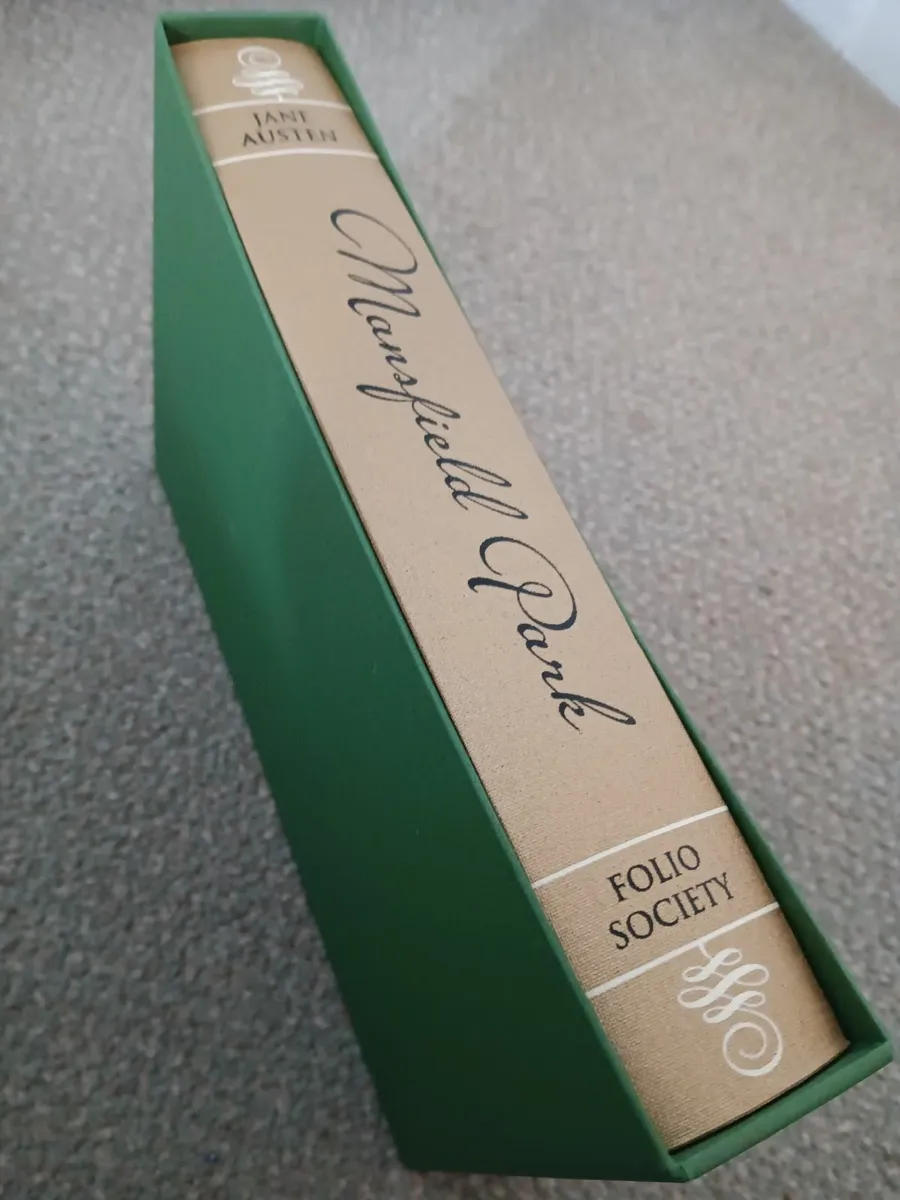 JANE
AUSTEN
Mansfield Park
FOLIO
SOCIETY